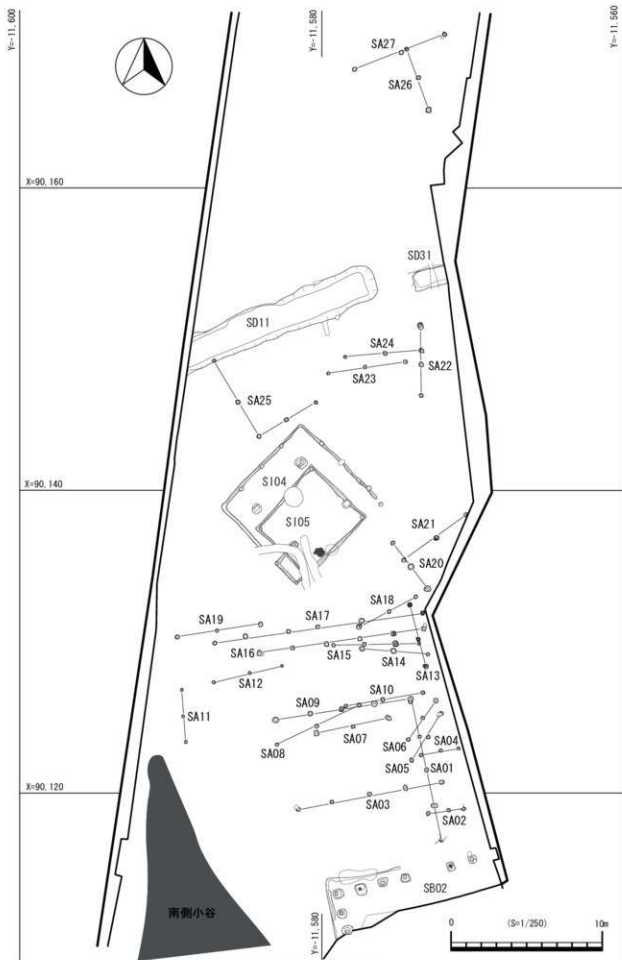 Y=-11,600
Y=-11,580
Y=-11,560
SA27
SA26
X=90,160
SD31
SD11
SA24
SA23
SA22
SA25
SI04
X=90,140
SI05
SA21
SA20
SA18
SA19
SA17
SA16
SA15
SA14
SA13
SA12
SA11
SA10
SA09
SA08
SA07
SA06
SA04
SA05
SA01
X=90,120
SA03
SA02
SB02
南側小谷
Y=-11,580
0 (S=1/250) 10m